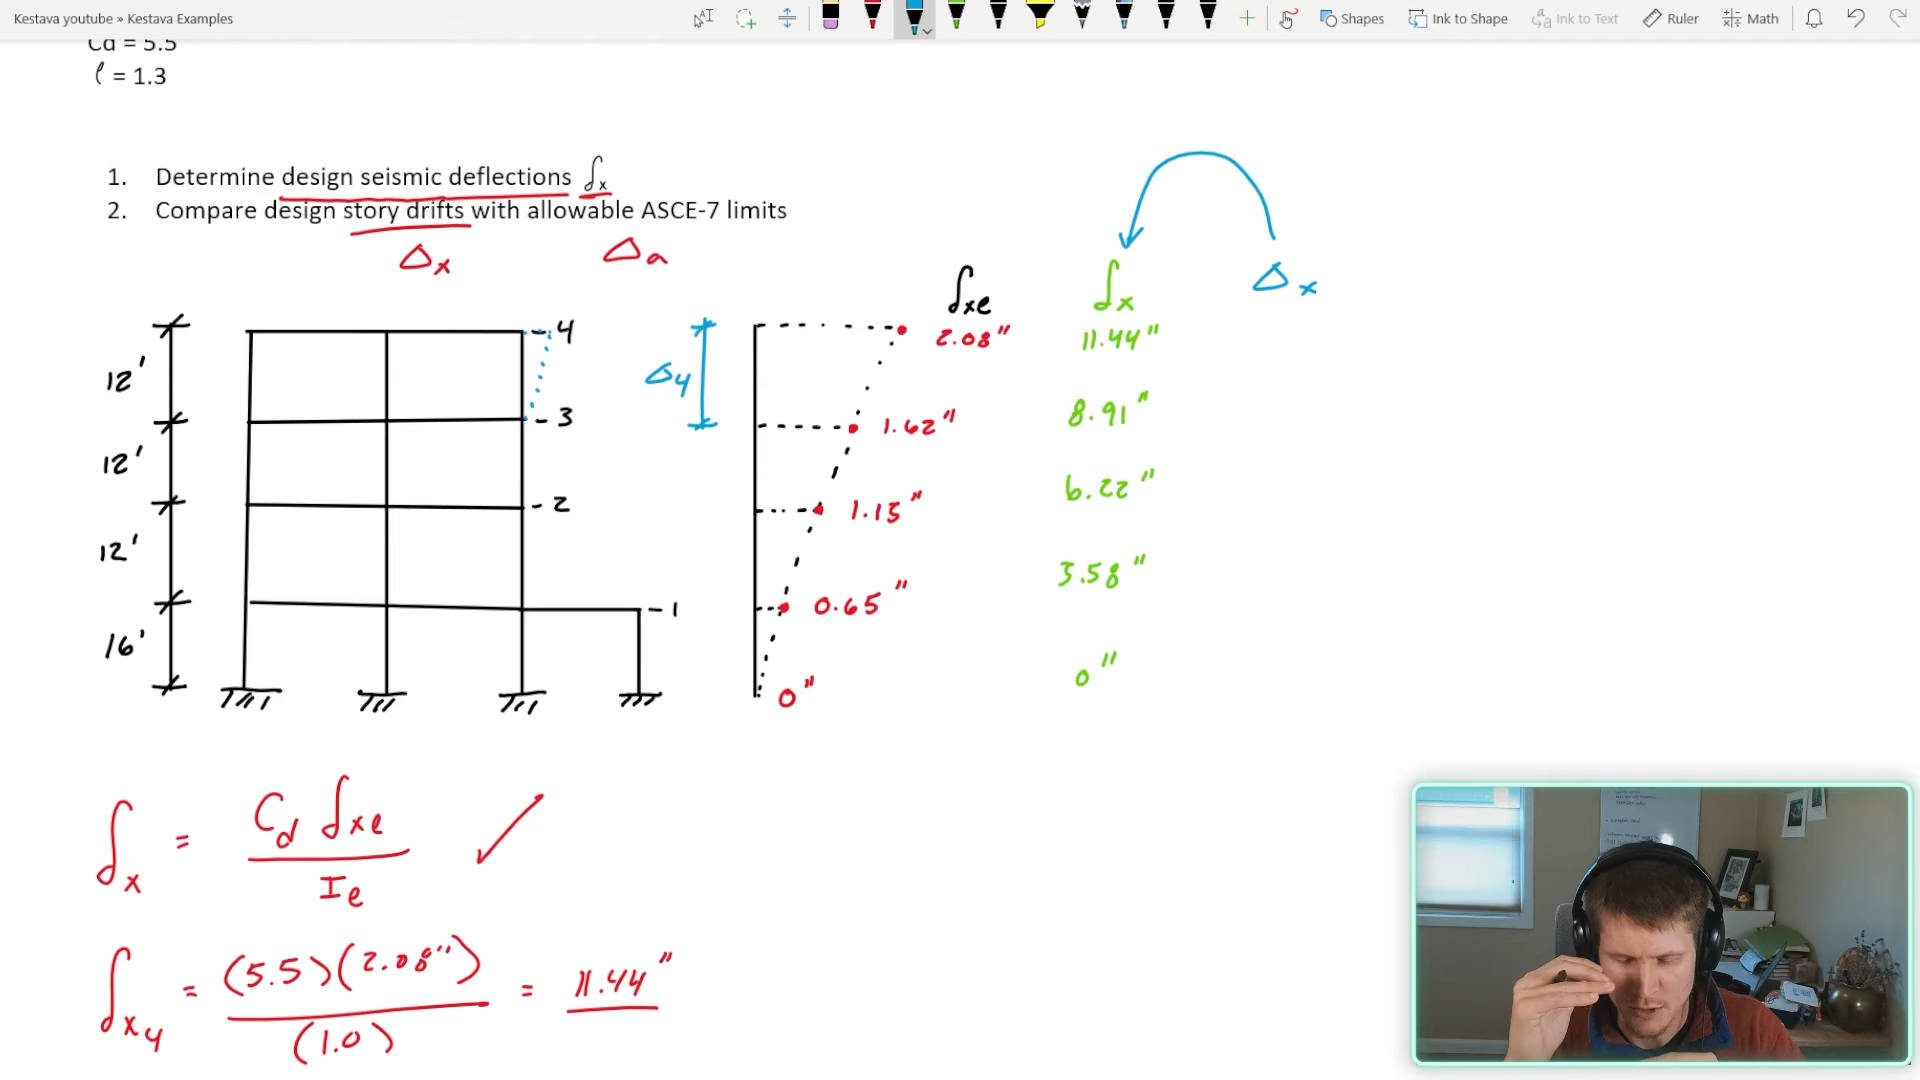 Kestava youtube » Kestava Examples
Shapes
Ink to Shape
Ink to Text
Ruler
Math
Cd = 5.5
ρ = 1.3
1. Determine design seismic deflections δx
2. Compare design story drifts with allowable ASCE-7 limits
Δx Δa
δxe δx Δx
12' 4 Δ4 2.08" 11.44"
3 1.62" 8.91"
12' 2 1.13" 6.22"
12' 1 0.65" 3.58"
16' 0" 0"
δx = Cd δxe / Ie ✓
δx4 = (5.5)(2.08") / (1.0) = 11.44"